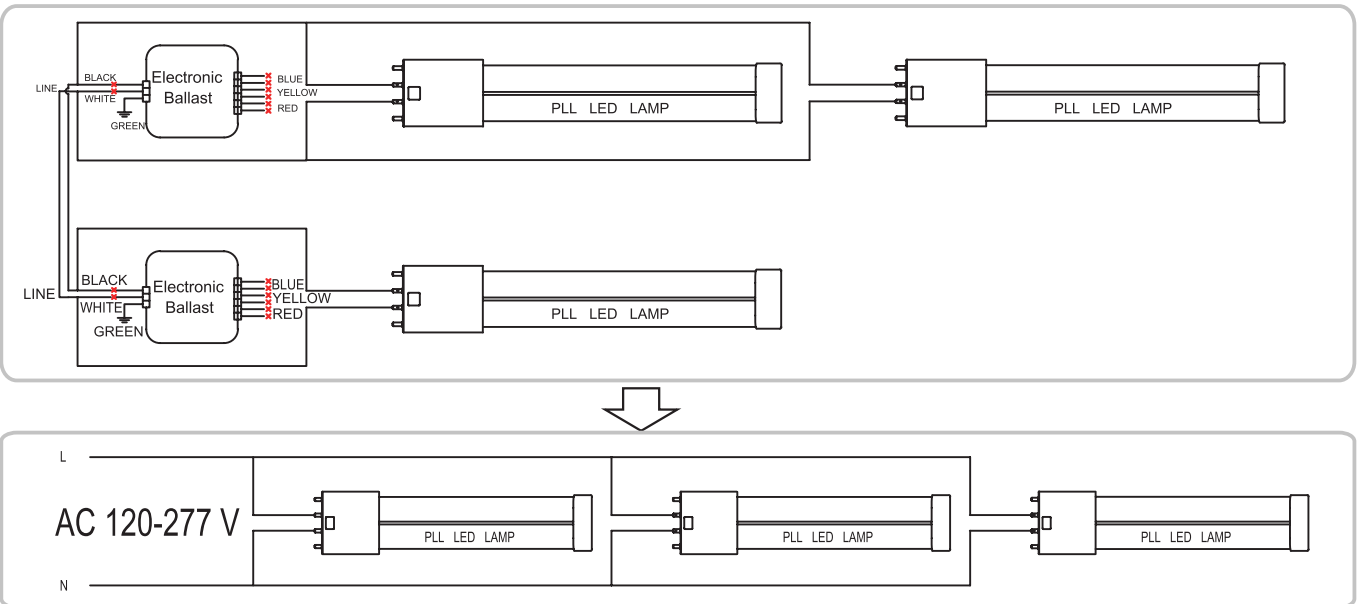 LINE
BLACK
WHITE
GREEN
Electronic
Ballast
BLUE
YELLOW
RED
PLL LED LAMP
PLL LED LAMP
LINE
BLACK
WHITE
GREEN
Electronic
Ballast
BLUE
YELLOW
RED
PLL LED LAMP
L
AC 120-277 V
N
PLL LED LAMP
PLL LED LAMP
PLL LED LAMP